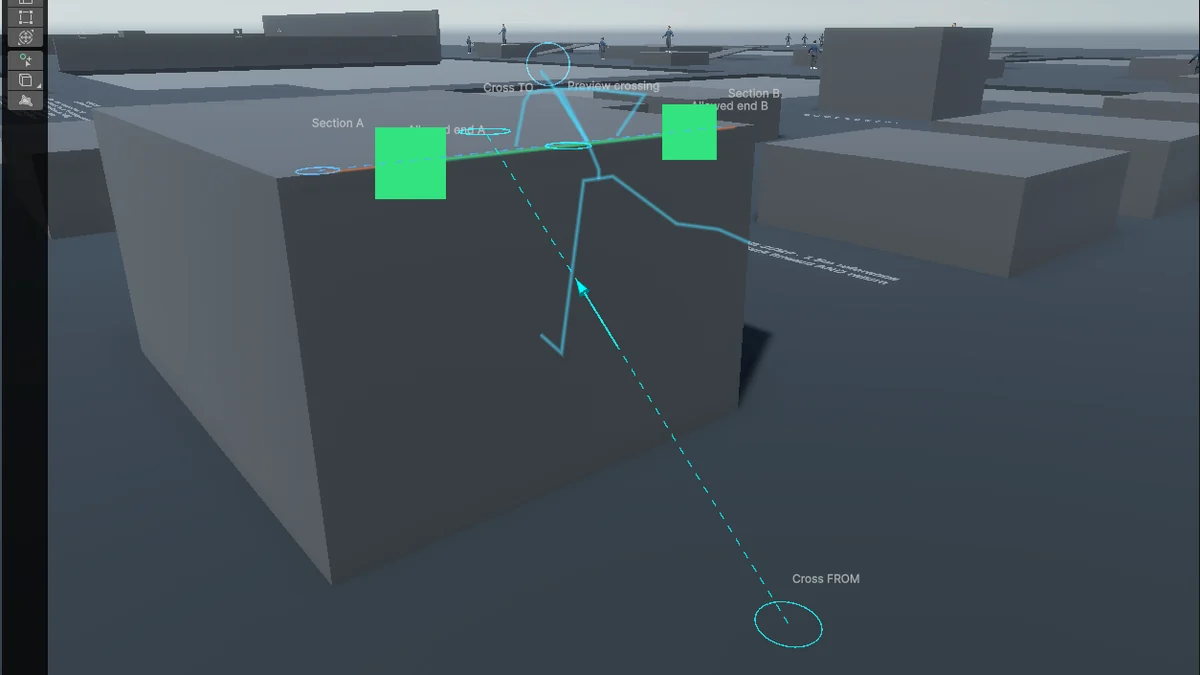 Cross TO
Preview crossing
Section B
Allowed end B
Section A
Allowed end A
Cross FROM